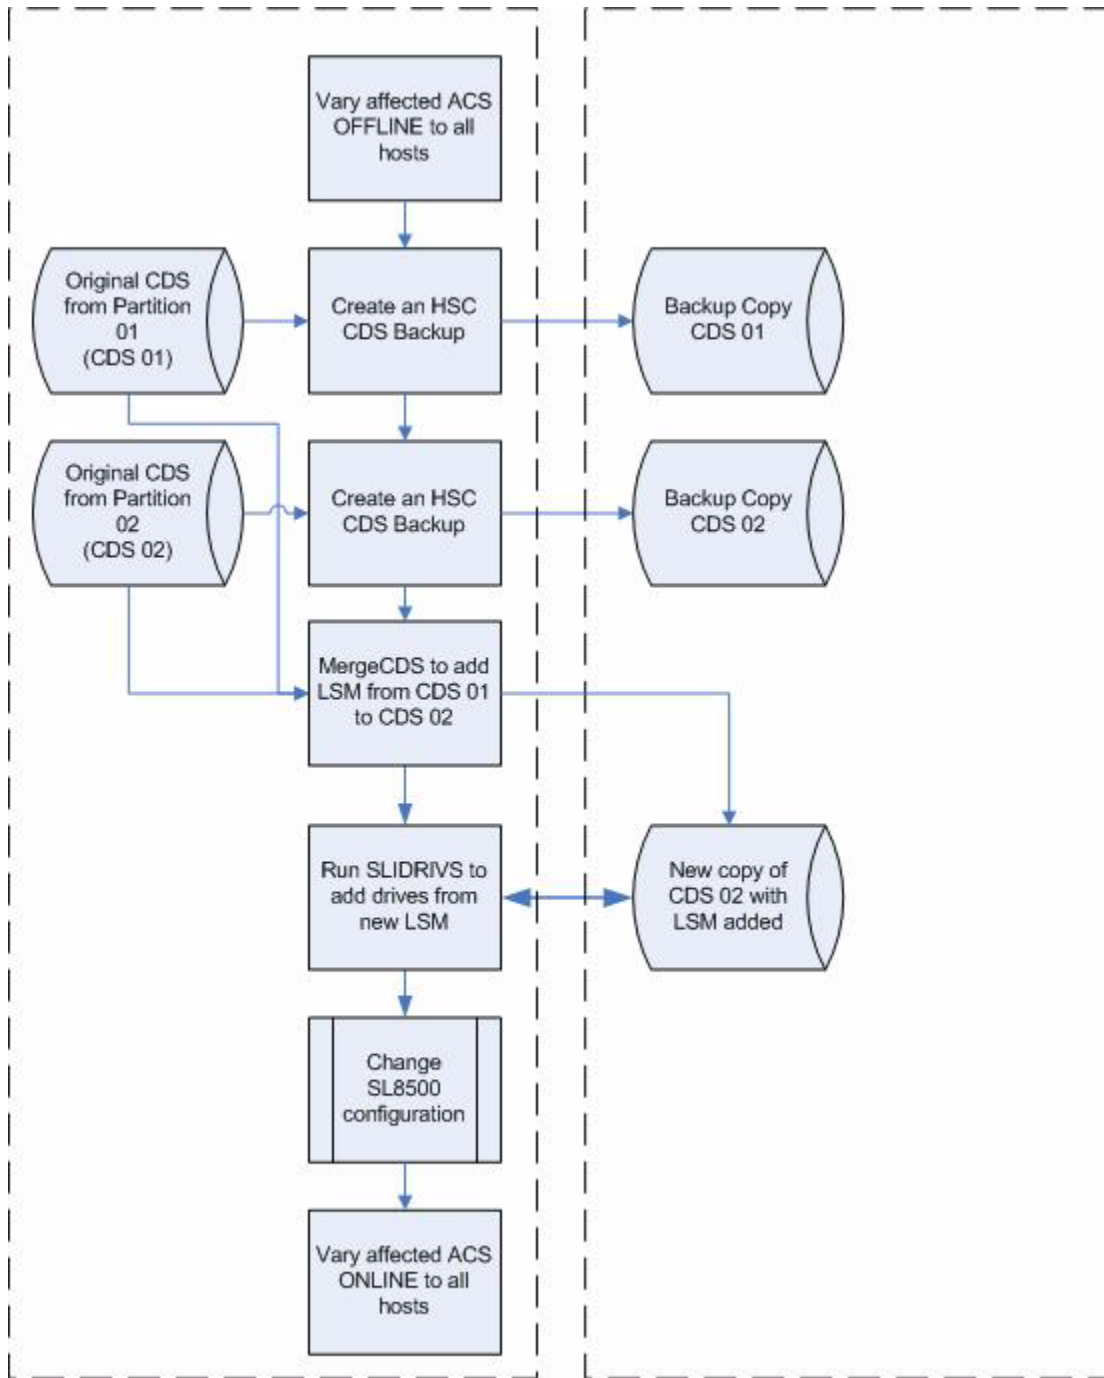 Vary affected ACS
OFFLINE to all
hosts
Original CDS
from Partition
01
(CDS 01)
Create an HSC
CDS Backup
Backup Copy
CDS 01
Original CDS
from Partition
02
(CDS 02)
Create an HSC
CDS Backup
Backup Copy
CDS 02
MergeCDS to add
LSM from CDS 01
to CDS 02
Run SLIDRIVS to
add drives from
new LSM
New copy of
CDS 02 with
LSM added
Change
SL8500
configuration
Vary affected ACS
ONLINE to all
hosts